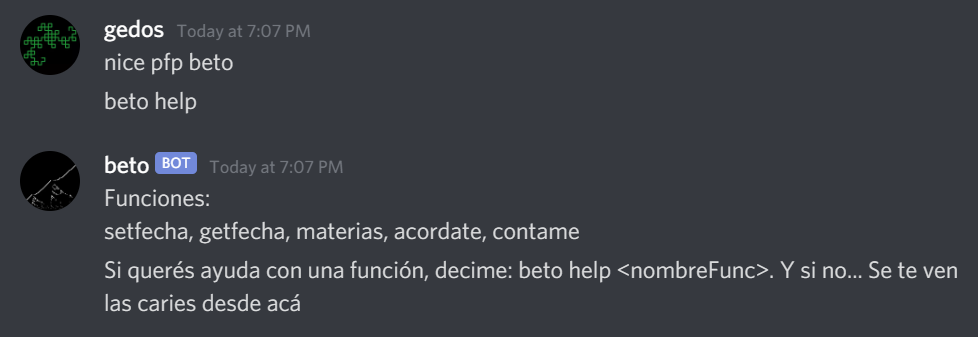 gedos Today at 7:07 PM
nice pfp beto
beto help
beto BOT Today at 7:07 PM
Funciones:
setfecha, getfecha, materias, acordate, contame
Si querés ayuda con una función, decime: beto help <nombreFunc>. Y si no... Se te ven
las caries desde acá